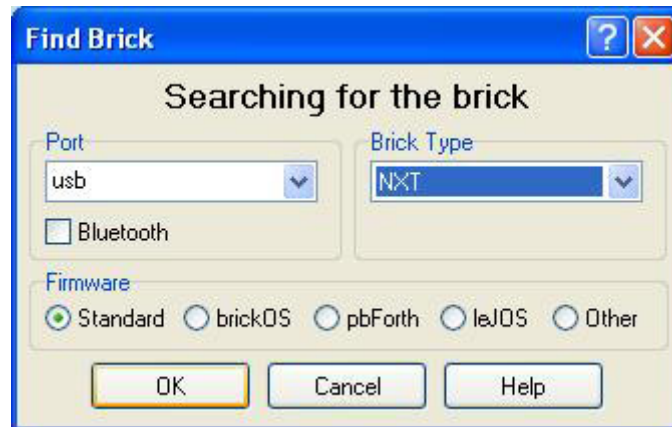 Find Brick
Searching for the brick
Port
Brick Type
usb
NXT
Bluetooth
Firmware
Standard brickOS pbForth leJOS Other
OK Cancel Help